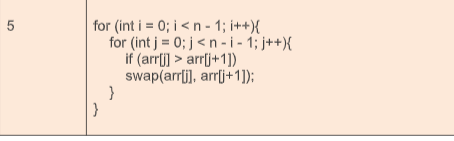 5
for (int i = 0; i < n - 1; i++){
for (int j = 0; j < n - i - 1; j++){
if (arr[j] > arr[j+1])
swap(arr[j], arr[j+1]);
}
}